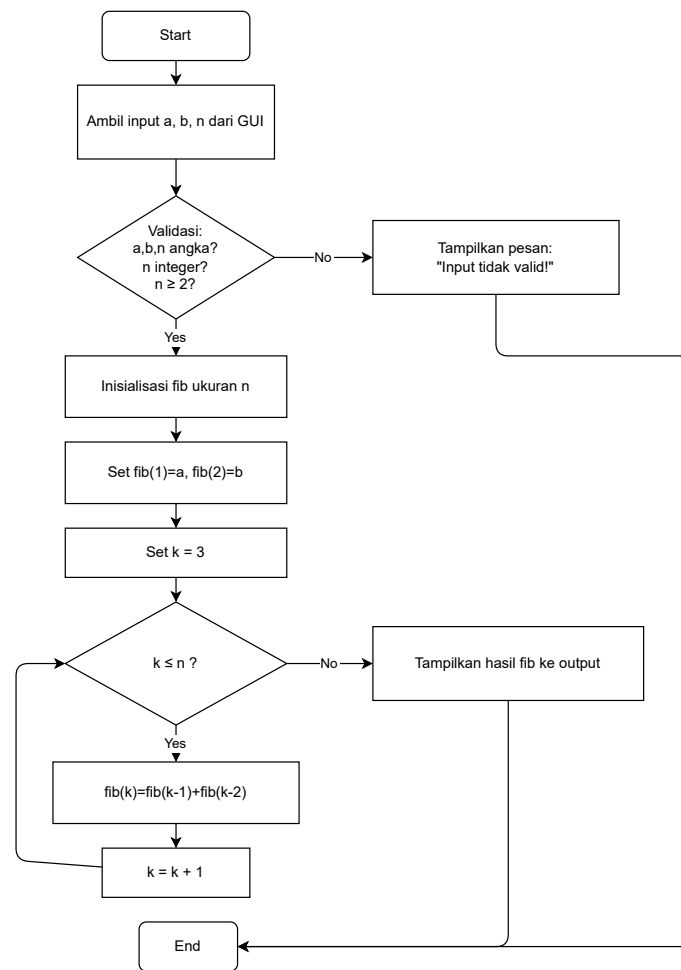 Start
Ambil input a, b, n dari GUI
Validasi:
a,b,n angka?
n integer?
n ≥ 2?
No
Tampilkan pesan:
"Input tidak valid!"
Yes
Inisialisasi fib ukuran n
Set fib(1)=a, fib(2)=b
Set k = 3
k ≤ n ?
No
Tampilkan hasil fib ke output
Yes
fib(k)=fib(k-1)+fib(k-2)
k = k + 1
End